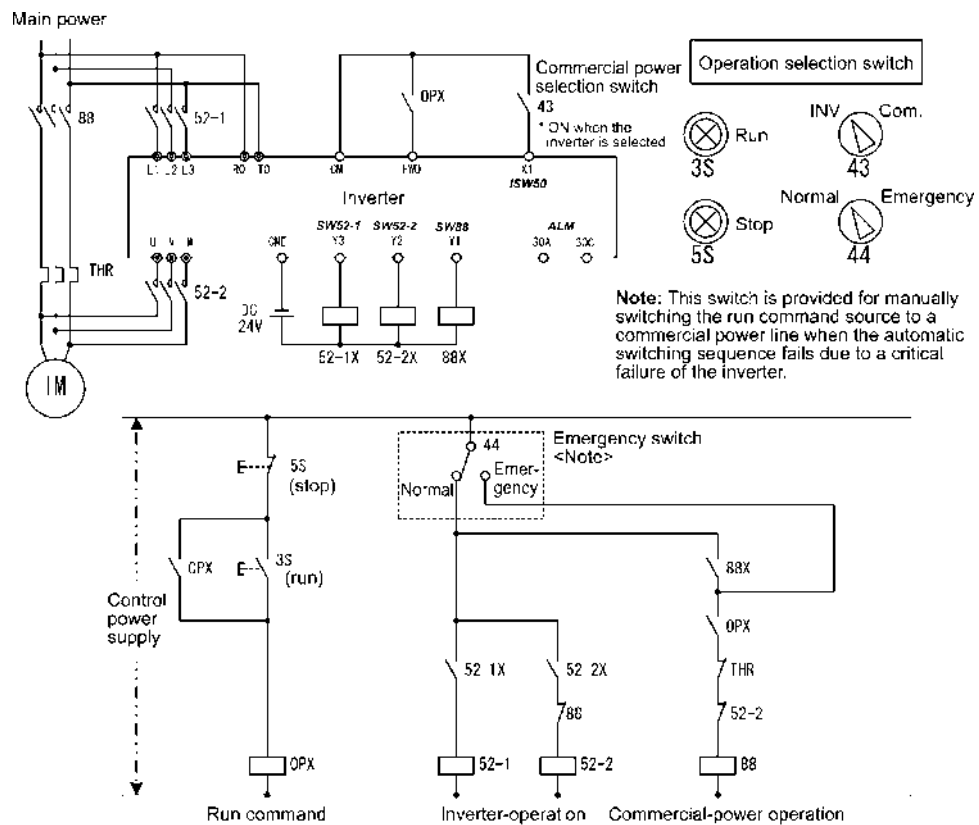 Main power
88
52-1
OPX
Commercial power
selection switch
43
* ON when the
inverter is selected
Operation selection switch
Run
3S
INV
Com.
43
Stop
5S
Normal
Emergency
44
L1 L2 L3
R0 T0
CM
FWD
X1
ISW50
Inverter
SW52-1
SW52-2
SW88
ALM
U V W
CME
Y3
Y2
Y1
30A
30C
THR
52-2
DC
24V
52-1X
52-2X
88X
IM
Note: This switch is provided for manually
switching the run command source to a
commercial power line when the automatic
switching sequence fails due to a critical
failure of the inverter.
44
Emergency switch
<Note>
Normal
Emer-
gency
5S
(stop)
OPX
3S
(run)
Control
power
supply
88X
OPX
THR
52-2
52-1X
52-2X
88
OPX
52-1
52-2
88
Run command
Inverter-operation
Commercial-power operation